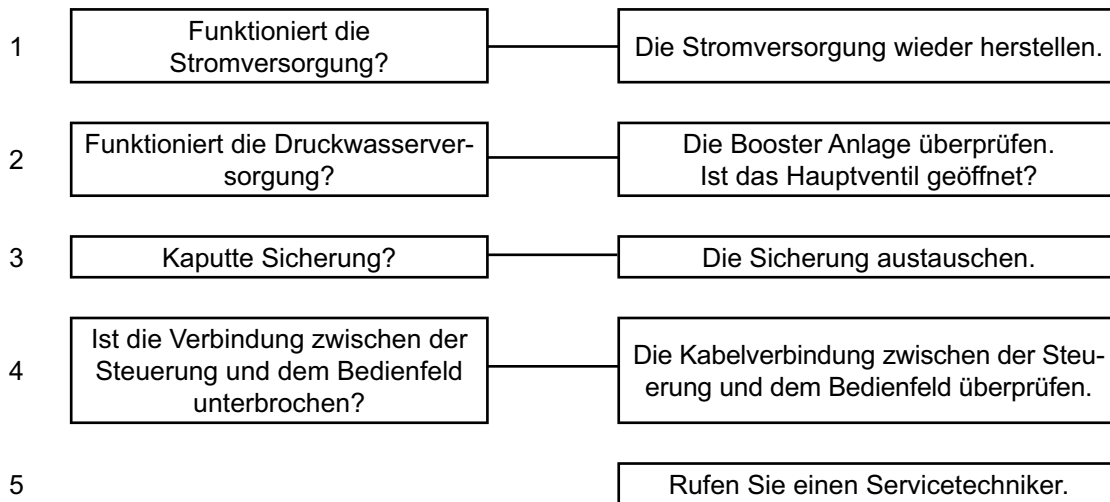 1
Funktioniert die
Stromversorgung?
Die Stromversorgung wieder herstellen.
2
Funktioniert die Druckwasserver-
sorgung?
Die Booster Anlage überprüfen.
Ist das Hauptventil geöffnet?
3
Kaputte Sicherung?
Die Sicherung austauschen.
4
Ist die Verbindung zwischen der
Steuerung und dem Bedienfeld
unterbrochen?
Die Kabelverbindung zwischen der Steu-
erung und dem Bedienfeld überprüfen.
5
Rufen Sie einen Servicetechniker.